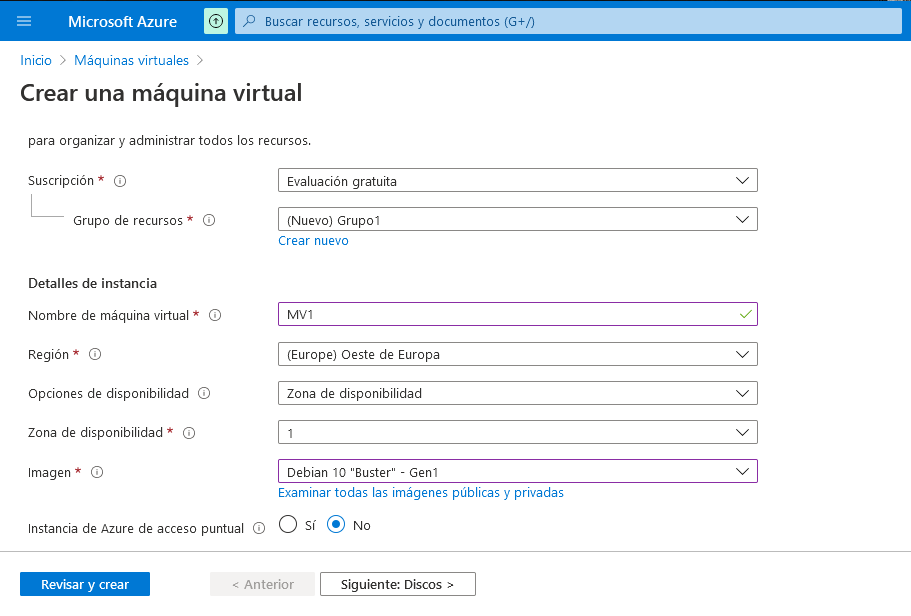 Microsoft Azure
Buscar recursos, servicios y documentos (G+/)
Inicio > Máquinas virtuales >
Crear una máquina virtual
para organizar y administrar todos los recursos.
Suscripción * Evaluación gratuita
Grupo de recursos * (Nuevo) Grupo1
Crear nuevo
Detalles de instancia
Nombre de máquina virtual * MV1
Región * (Europe) Oeste de Europa
Opciones de disponibilidad Zona de disponibilidad
Zona de disponibilidad * 1
Imagen * Debian 10 "Buster" - Gen1
Examinar todas las imágenes públicas y privadas
Instancia de Azure de acceso puntual Sí No
Revisar y crear < Anterior Siguiente: Discos >